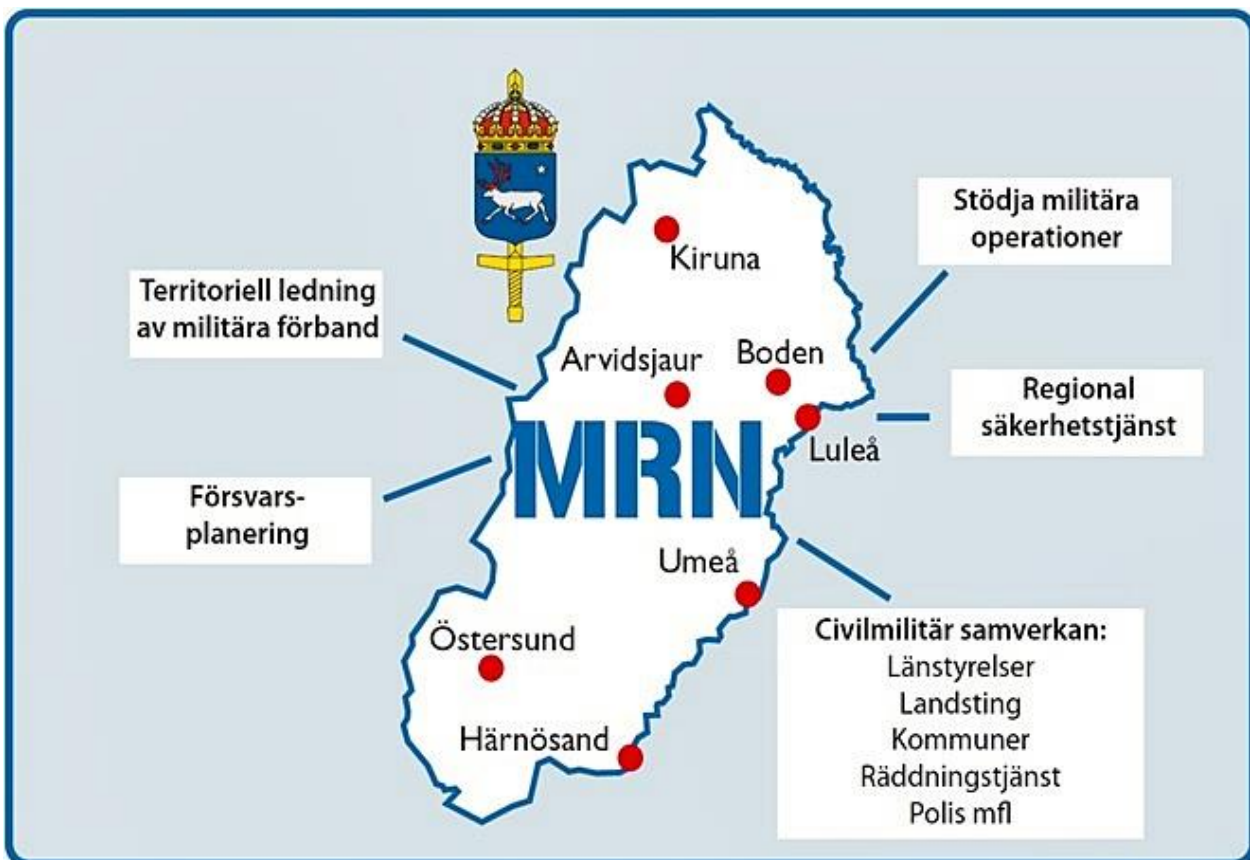 Stödja militära
operationer
Kiruna
Territoriell ledning
av militära förband
Arvidsjaur
Boden
Regional
säkerhetstjänst
Luleå
MRN
Försvars-
planering
Umeå
Östersund
Härnösand
Civilmilitär samverkan:
Länstyrelser
Landsting
Kommuner
Räddningstjänst
Polis mfl